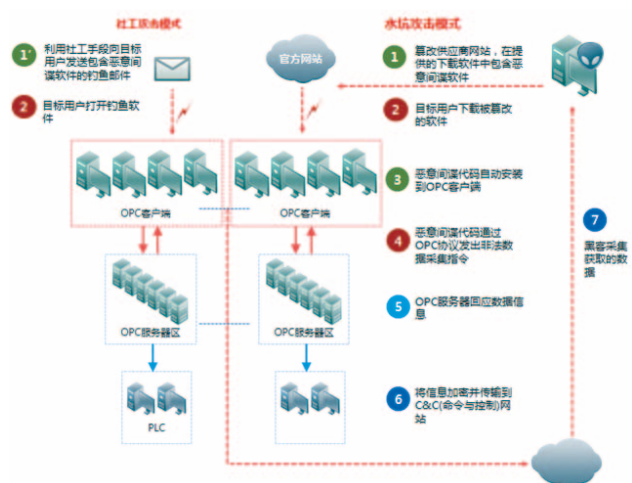 社工攻击模式
水坑攻击模式
1'
利用社工手段向目标
用户发送包含恶意间
谍软件的钓鱼邮件
2
目标用户打开钓鱼软
件
官方网站
1
篡改供应商网站，在提
供的下载软件中包含恶
意间谍软件
2
目标用户下载被篡改
的软件
OPC客户端
OPC客户端
3
恶意间谍代码自动安装
到OPC客户端
4
恶意间谍代码通过
OPC协议发出非法数
据采集指令
7
黑客采集
获取的数
据
OPC服务器区
OPC服务器区
5
OPC服务器回应数据信
息
PLC
6
将信息加密并传输到
C&C(命令与控制)网
站